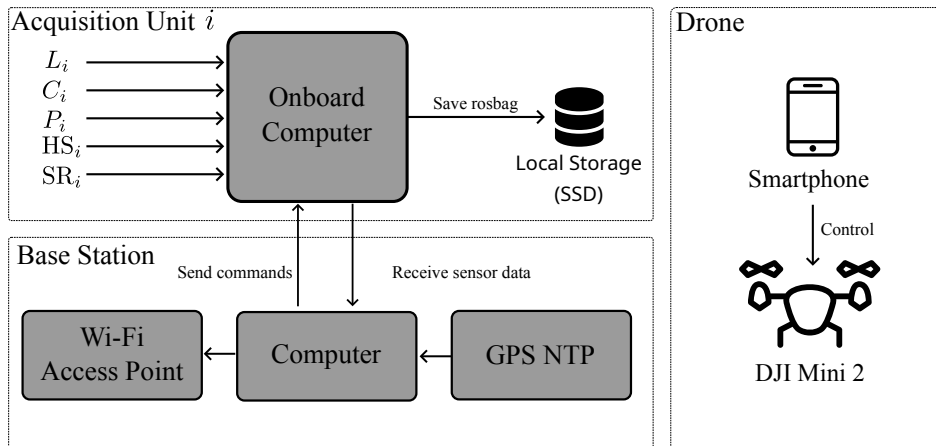 Acquisition Unit i
L_i
C_i
P_i
HS_i
SR_i
Onboard
Computer
Save rosbag
Local Storage
(SSD)
Base Station
Send commands
Receive sensor data
Wi-Fi
Access Point
Computer
GPS NTP
Drone
Smartphone
Control
DJI Mini 2